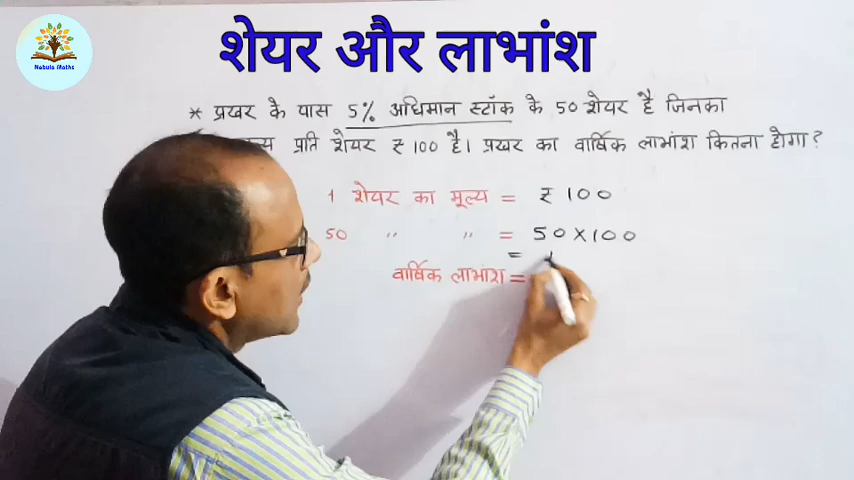 शेयर और लाभांश
Nebula Maths
* प्रखर के पास 5% अधिमान स्टॉक के 50 शेयर है जिनका
प्रति शेयर ₹ 100 है। प्रखर का वार्षिक लाभांश कितना होगा?
1 शेयर का मूल्य = ₹ 100
50 " " = 50 X 100
=
वार्षिक लाभांश =